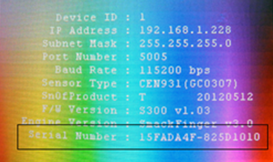 Device ID : 1
IP Address : 192.168.1.228
Subnet Mask : 255.255.255.0
Port Number : 5005
Baud Rate : 115200 bps
Sensor Type : CEN931(GC0307)
SnofProduct : T 20120512
F/W Version : S300 v1.03
Engine Version : SmackFinger v3.0
Serial Number : 15FADA4F-825D1010